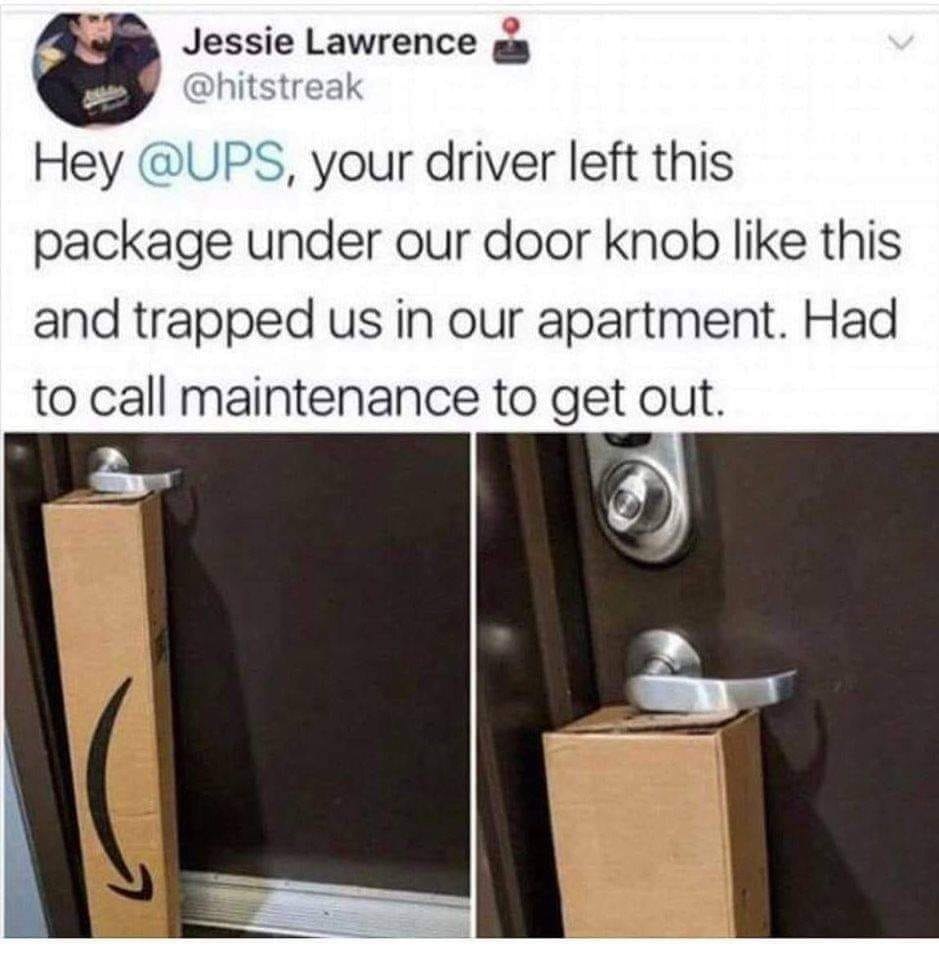 Jessie Lawrence
@hitstreak
Hey @UPS, your driver left this
package under our door knob like this
and trapped us in our apartment. Had
to call maintenance to get out.